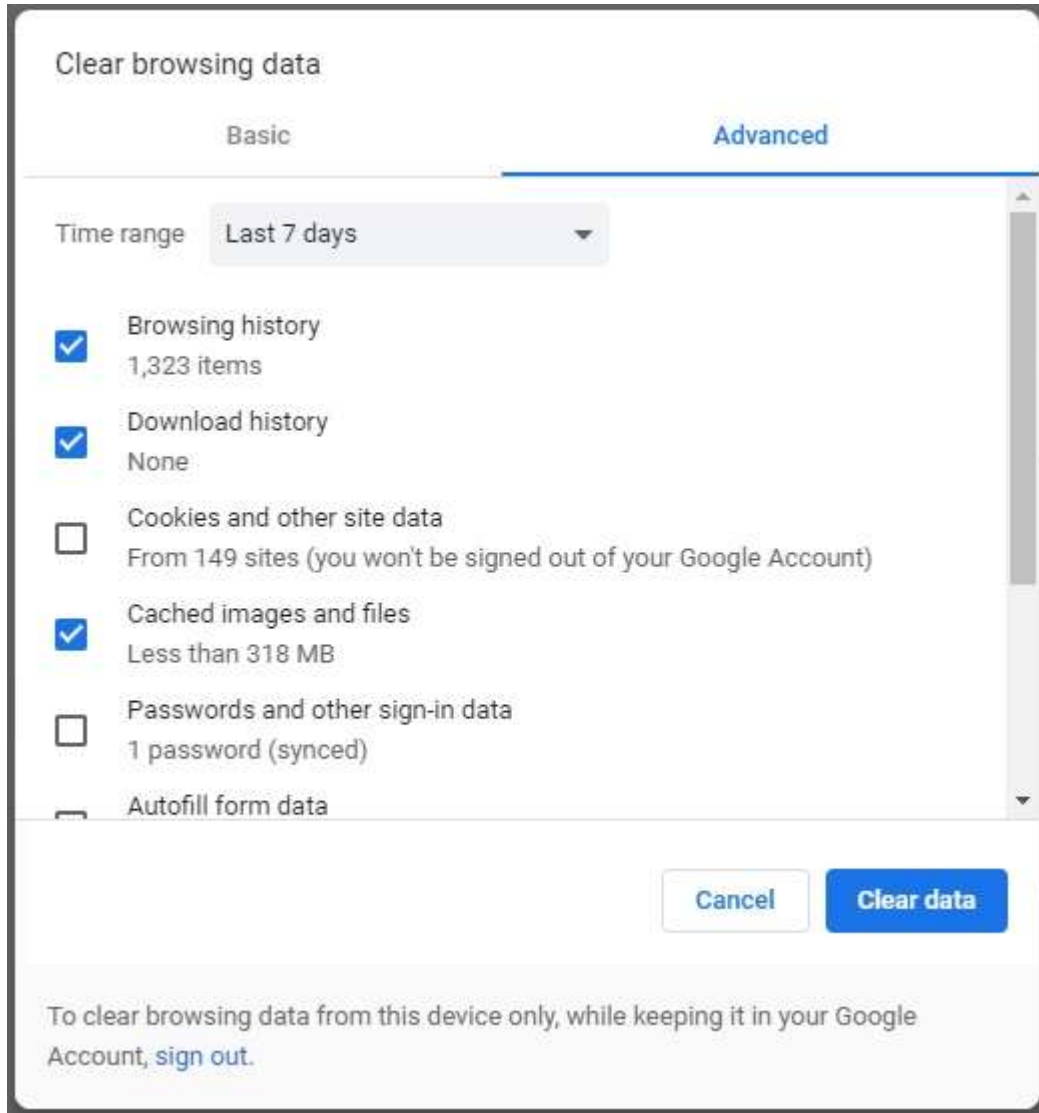 Clear browsing data
Basic
Advanced
Time range
Last 7 days
Browsing history
1,323 items
Download history
None
Cookies and other site data
From 149 sites (you won't be signed out of your Google Account)
Cached images and files
Less than 318 MB
Passwords and other sign-in data
1 password (synced)
Autofill form data
Cancel
Clear data
To clear browsing data from this device only, while keeping it in your Google
Account, sign out.